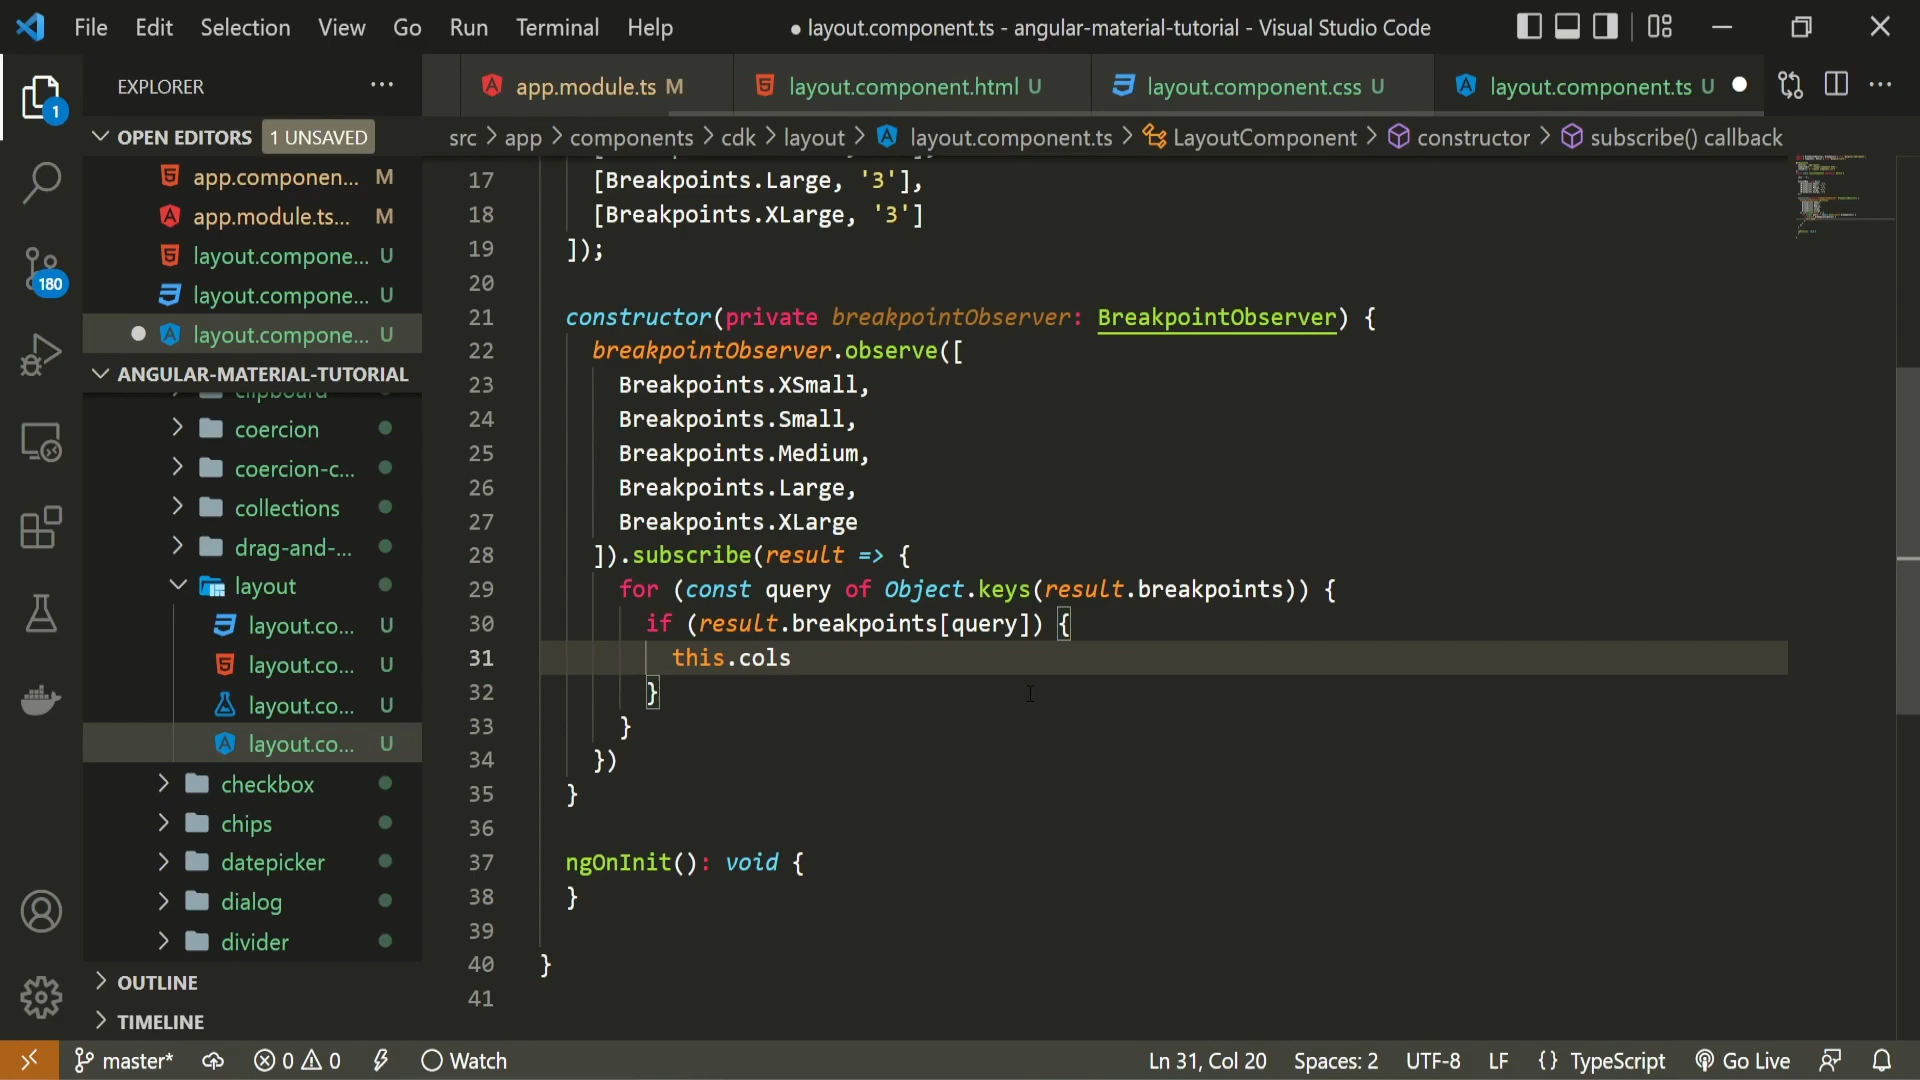 File Edit Selection View Go Run Terminal Help
● layout.component.ts - angular-material-tutorial - Visual Studio Code
EXPLORER
app.module.ts M
layout.component.html U
layout.component.css U
layout.component.ts U
OPEN EDITORS 1 UNSAVED
src > app > components > cdk > layout > layout.component.ts > LayoutComponent > constructor > subscribe() callback
1
180
app.componen... M
app.module.ts... M
layout.compone... U
layout.compone... U
layout.compone... U
ANGULAR-MATERIAL-TUTORIAL
clipboard
coercion
coercion-c...
collections
drag-and-...
layout
layout.co... U
layout.co... U
layout.co... U
layout.co... U
checkbox
chips
datepicker
dialog
divider
OUTLINE
TIMELINE
17 [Breakpoints.Large, '3'],
18 [Breakpoints.XLarge, '3']
19 ]);
20
21 constructor(private breakpointObserver: BreakpointObserver) {
22 breakpointObserver.observe([
23 Breakpoints.XSmall,
24 Breakpoints.Small,
25 Breakpoints.Medium,
26 Breakpoints.Large,
27 Breakpoints.XLarge
28 ]).subscribe(result => {
29 for (const query of Object.keys(result.breakpoints)) {
30 if (result.breakpoints[query]) {
31 this.cols
32 }
33 }
34 })
35 }
36
37 ngOnInit(): void {
38 }
39
40 }
41
master* 0 0 Watch
Ln 31, Col 20 Spaces: 2 UTF-8 LF {} TypeScript Go Live